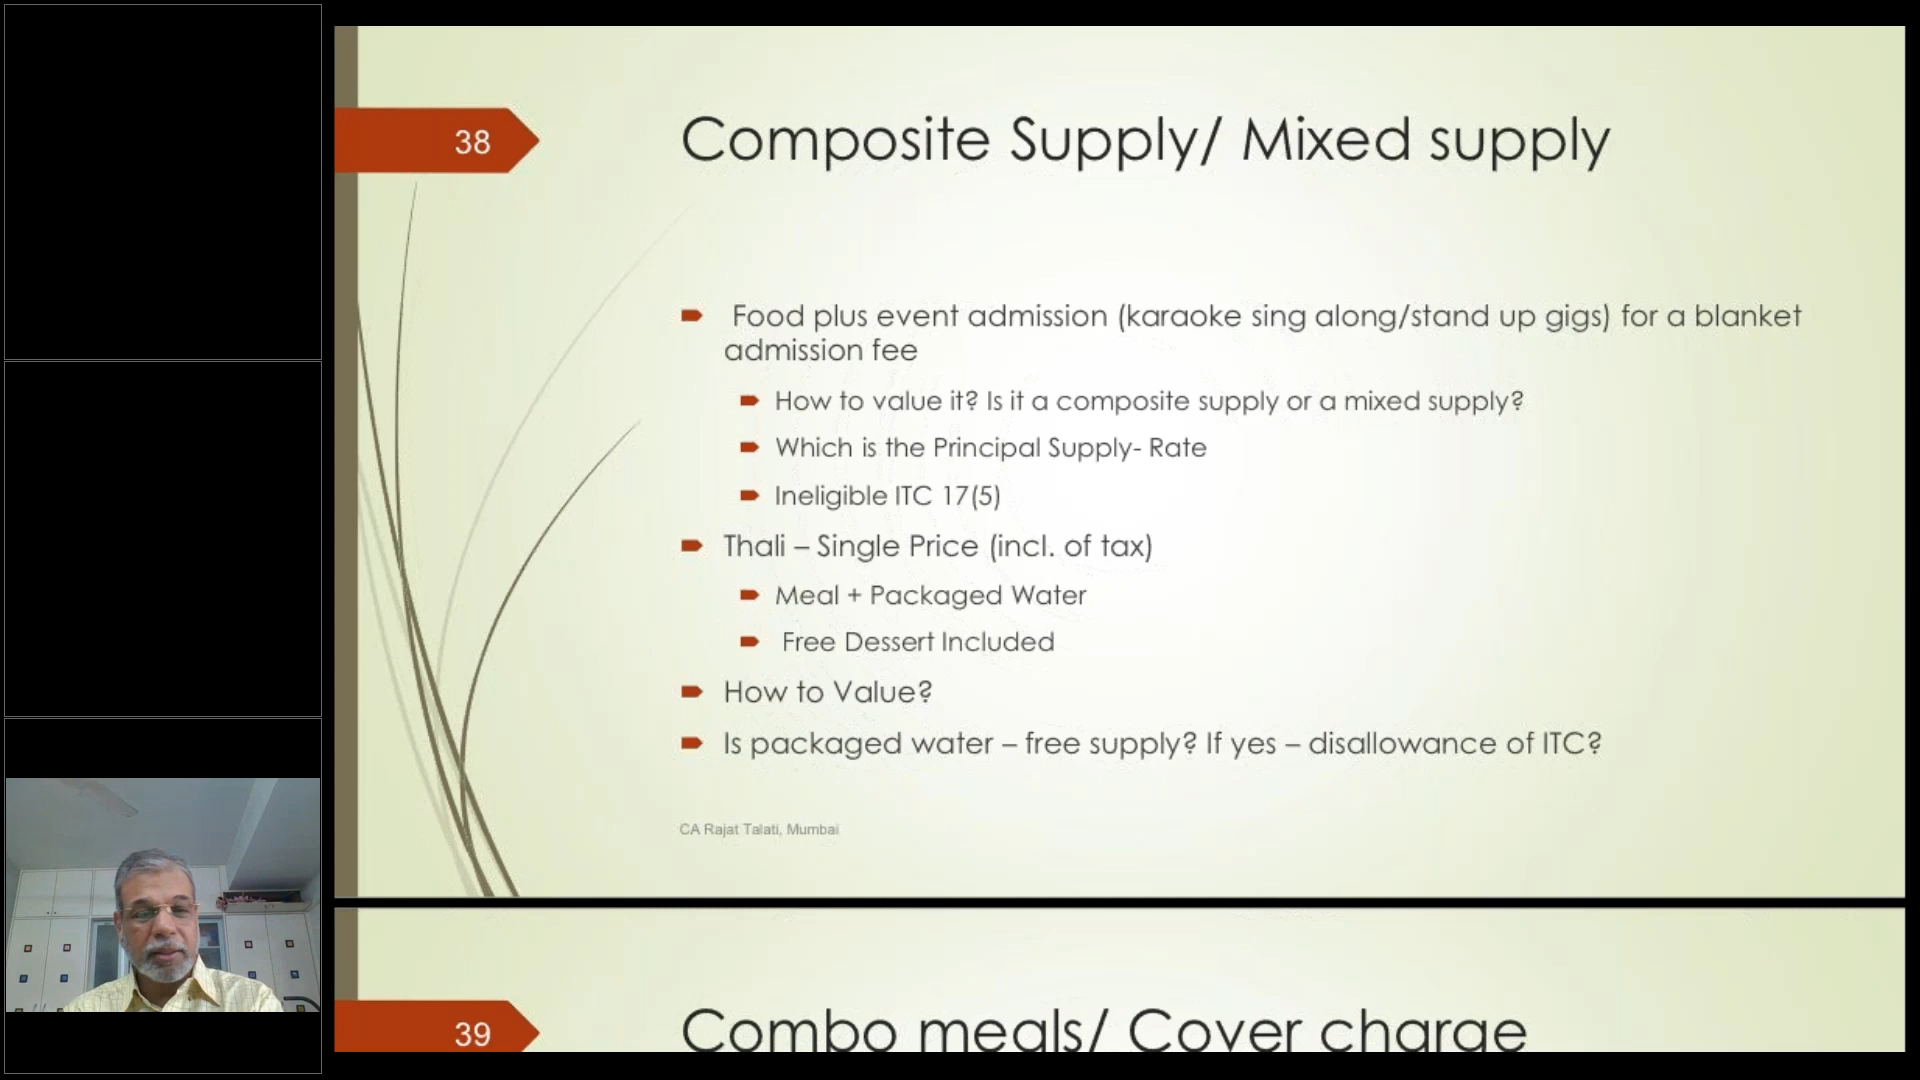 38
Composite Supply/ Mixed supply
Food plus event admission (karaoke sing along/stand up gigs) for a blanket
admission fee
How to value it? Is it a composite supply or a mixed supply?
Which is the Principal Supply- Rate
Ineligible ITC 17(5)
Thali – Single Price (incl. of tax)
Meal + Packaged Water
Free Dessert Included
How to Value?
Is packaged water – free supply? If yes – disallowance of ITC?
CA Rajat Talati, Mumbai
39
Combo meals/ Cover charge